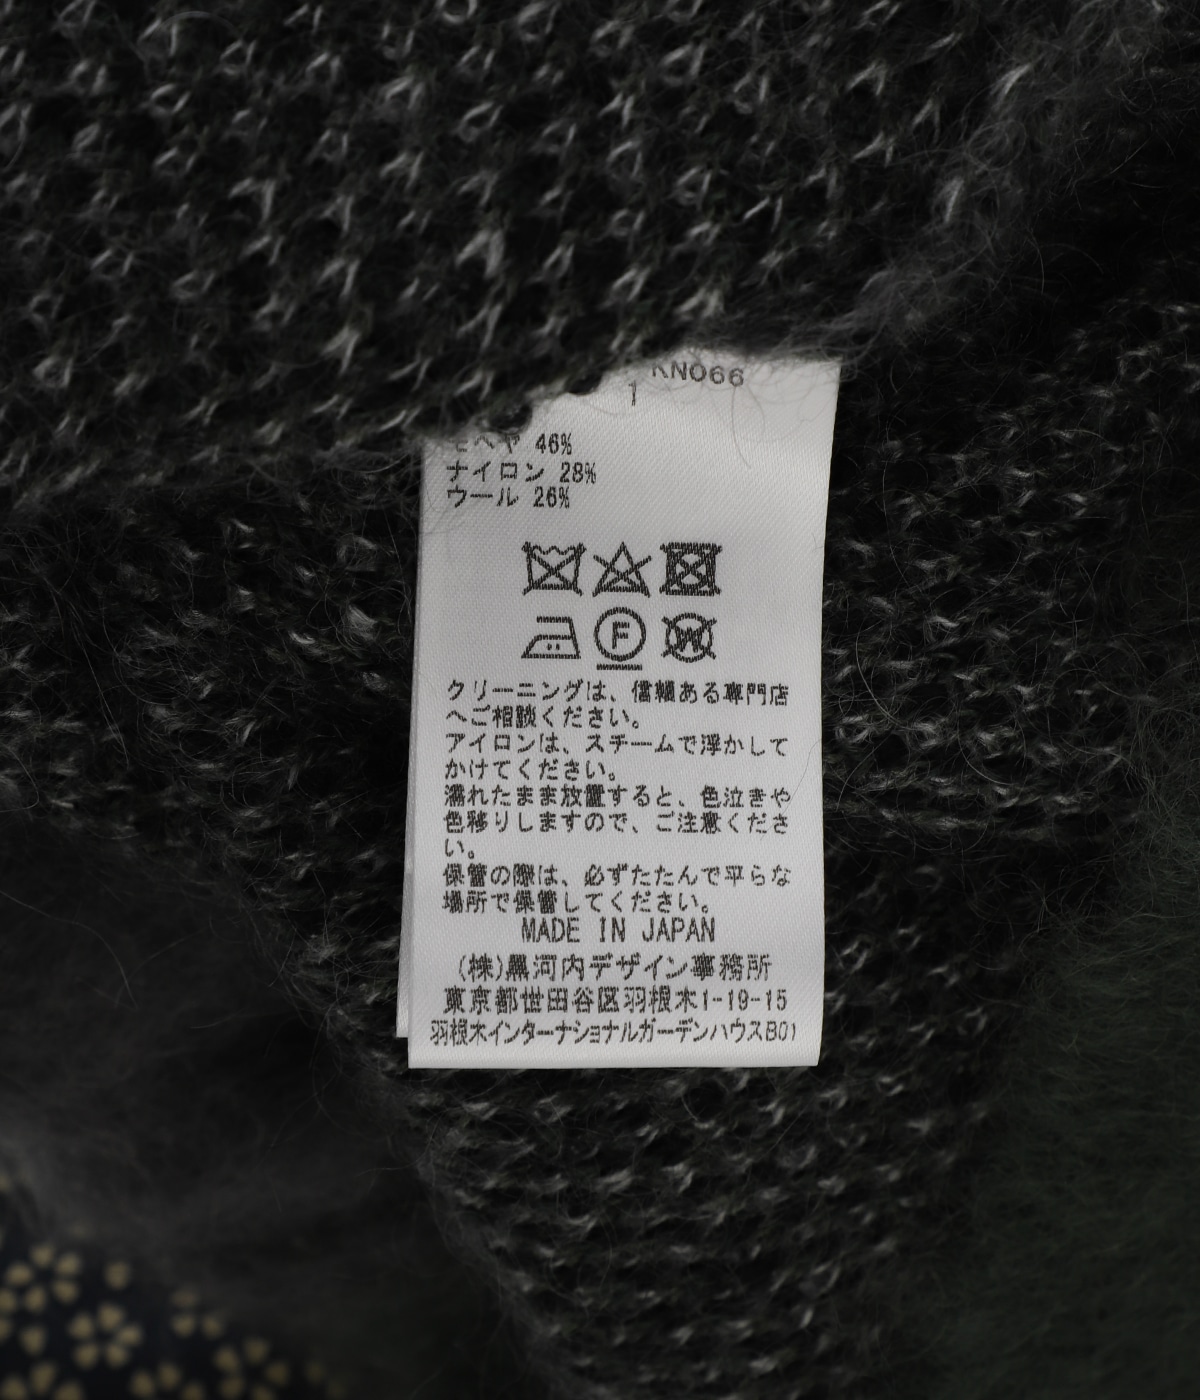 KN066
1
モヘヤ 46%
ナイロン 28%
ウール 26%
F
W
クリーニングは、信頼ある専門店
へご相談ください。
アイロンは、スチームで浮かして
かけてください。
濡れたまま放置すると、色泣きや
色移りしますので、ご注意くださ
い。
保管の際は、必ずたたんで平らな
場所で保管してください。
MADE IN JAPAN
(株)黒河内デザイン事務所
東京都世田谷区羽根木1-19-15
羽根木インターナショナルガーデンハウスB01